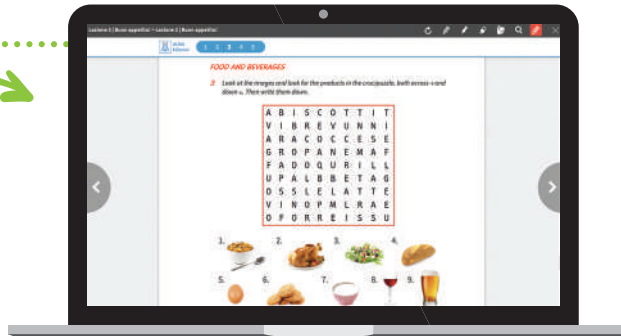 Lezione 2 | Buon appetito! > Lezione 2 | Buon appetito!
1 2 3 4 5
FOOD AND BEVERAGES
3 Look at the images and look for the products in the crucipuzzle, both across → and
down ↓. Then write them down.
A B I S C O T T I T
V I B R E V U N N I
A R A C O C C E S E
G R O P A N E M A F
F A D O Q U R I L L
U P A L B B E T A G
O S S L E L A T T E
V I N O P M L R A E
O F O R R E I S S U
1. 2. 3. 4.
5. 6. 7. 8. 9.